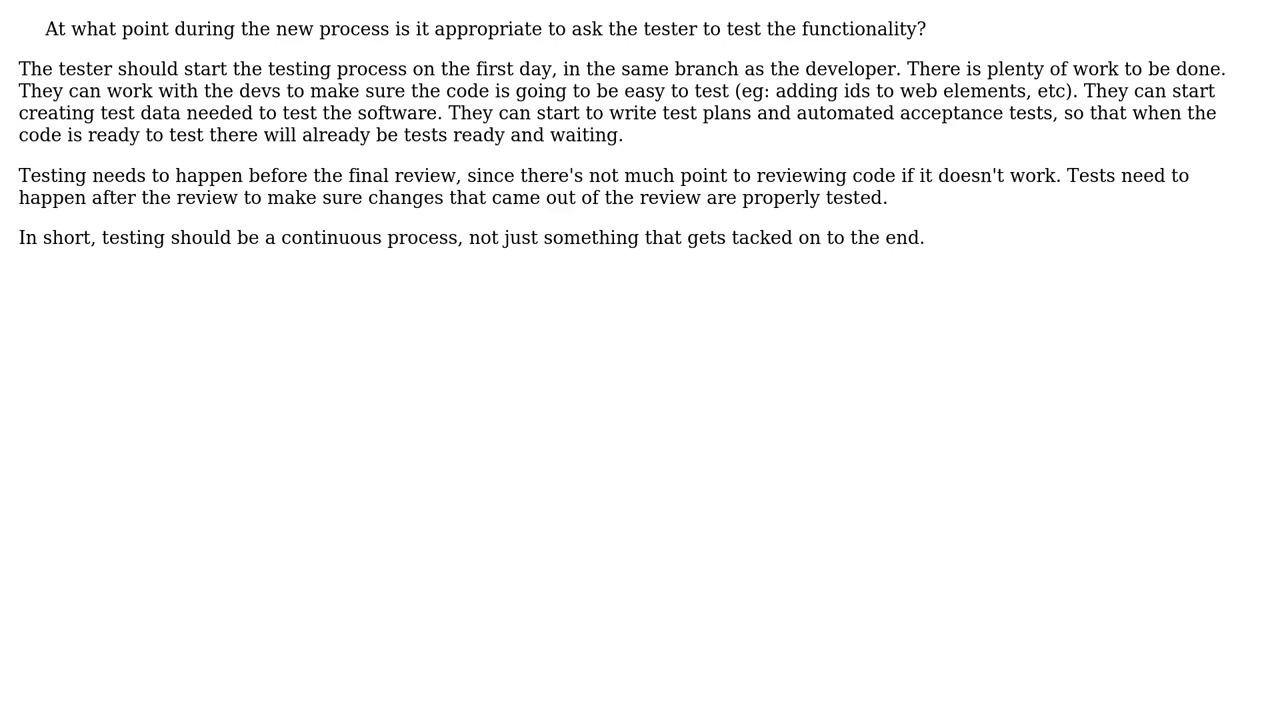 At what point during the new process is it appropriate to ask the tester to test the functionality?
The tester should start the testing process on the first day, in the same branch as the developer. There is plenty of work to be done.
They can work with the devs to make sure the code is going to be easy to test (eg: adding ids to web elements, etc). They can start
creating test data needed to test the software. They can start to write test plans and automated acceptance tests, so that when the
code is ready to test there will already be tests ready and waiting.
Testing needs to happen before the final review, since there's not much point to reviewing code if it doesn't work. Tests need to
happen after the review to make sure changes that came out of the review are properly tested.
In short, testing should be a continuous process, not just something that gets tacked on to the end.